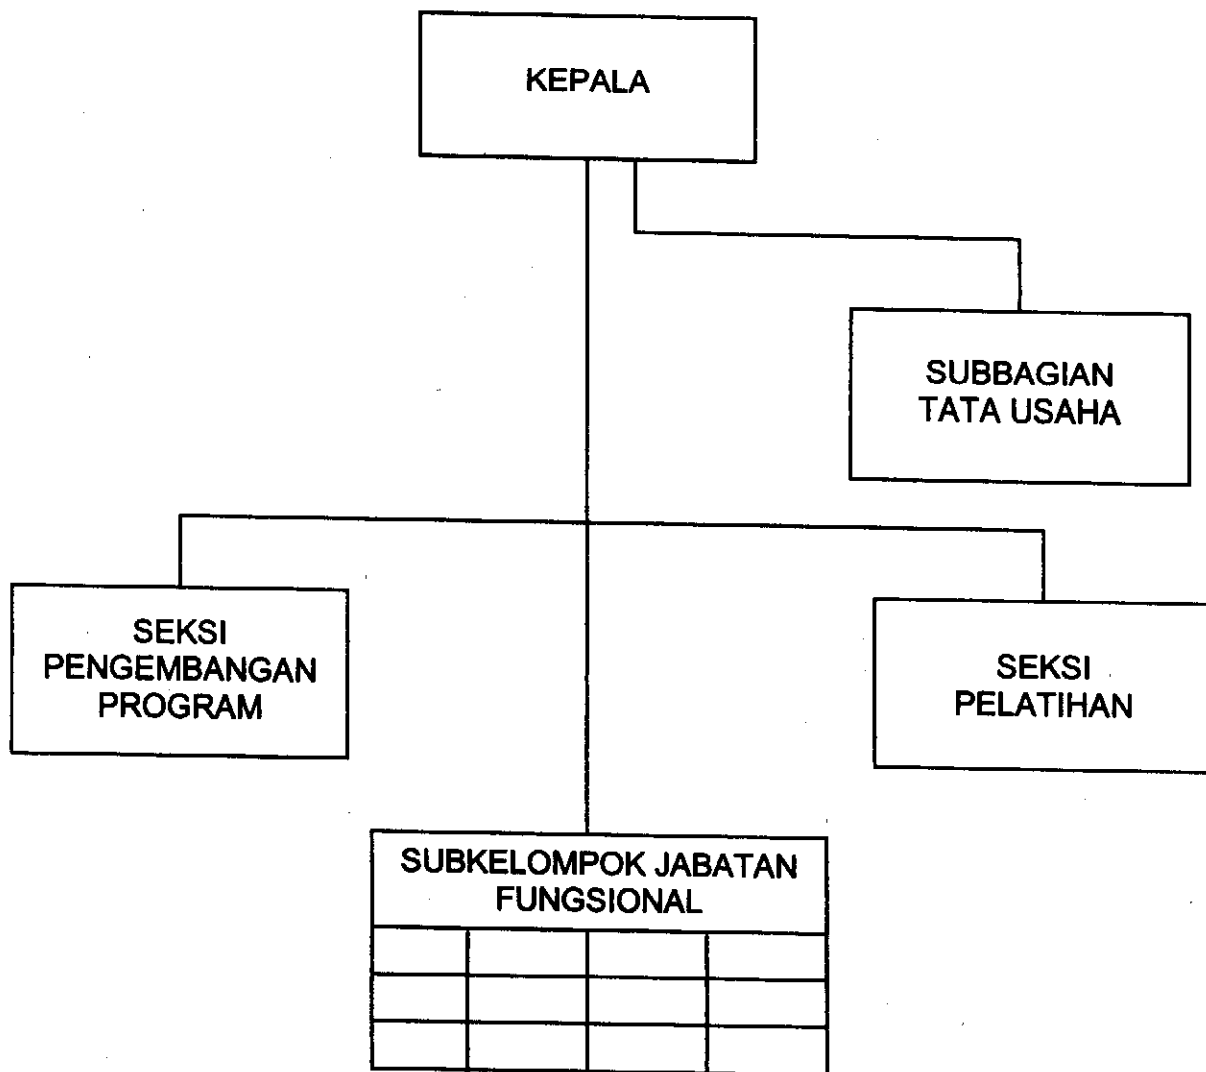 KEPALA
SUBBAGIAN
TATA USAHA
SEKSI
PENGEMBANGAN
PROGRAM
SEKSI
PELATIHAN
SUBKELOMPOK JABATAN
FUNGSIONAL